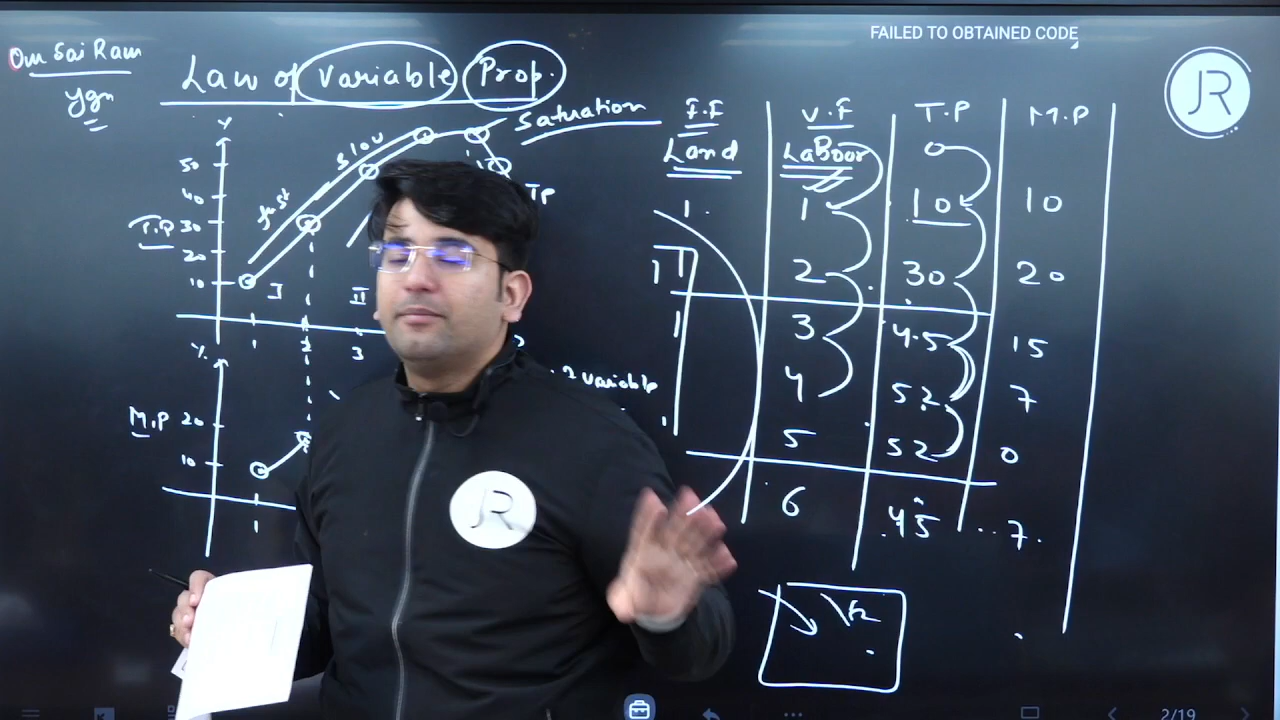 FAILED TO OBTAINED CODE
Om Sai Ram
Law of Variable Prop.
JR
Saturation
F.F V.F T.P M.P
Land Labour 0
1 1 10 10
1 2 30 20
1 3 45 15
4 52 7
5 52 0
6 45 -7
Y
50
40
T.P 30
20
10
fast
slow
TP
I II
1 2 3
variable
Y
M.P 20
10
1
JR
2/19